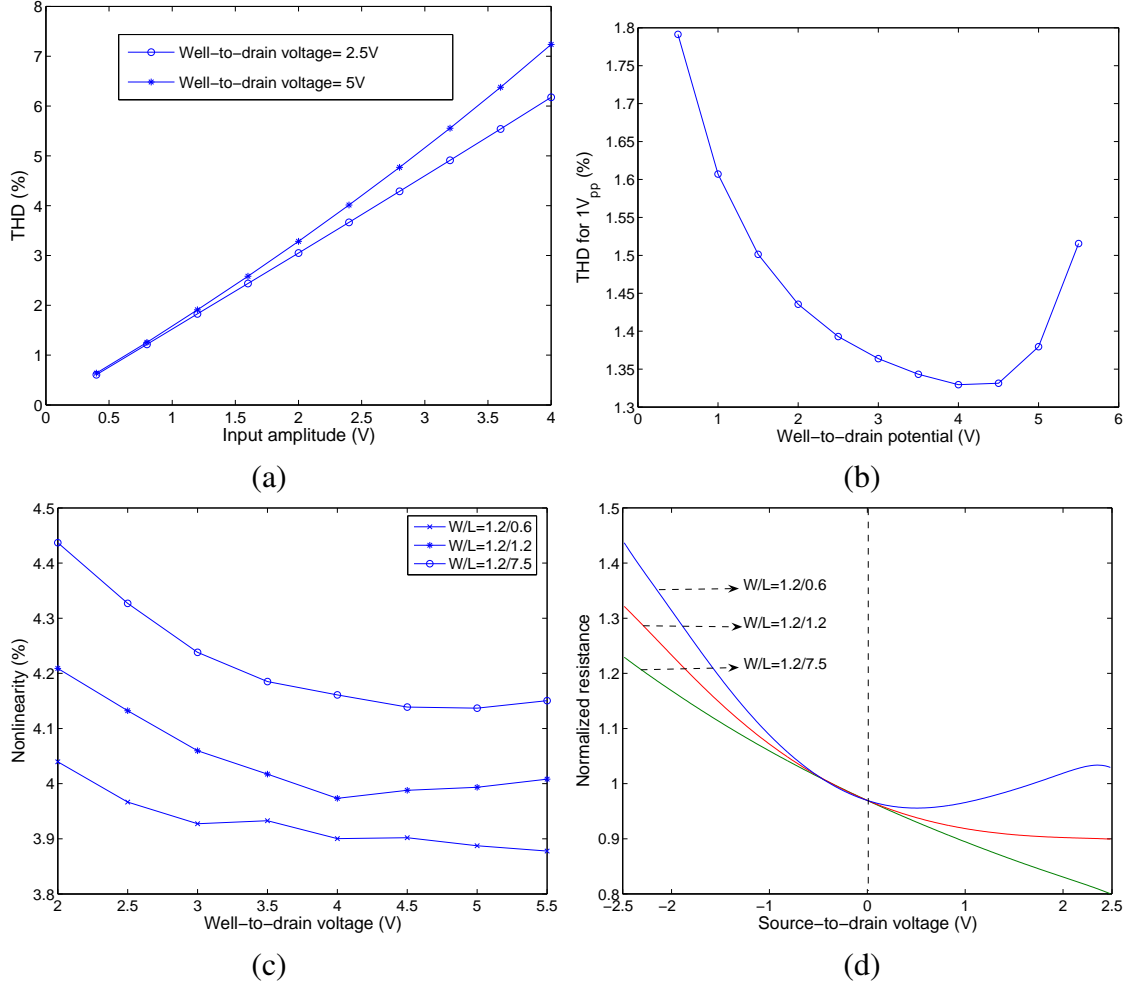 8
7
6
5
4
3
2
1
0
THD (%)
Well−to−drain voltage= 2.5V
Well−to−drain voltage= 5V
0 0.5 1 1.5 2 2.5 3 3.5 4
Input amplitude (V)
(a)
1.8
1.75
1.7
1.65
1.6
1.55
1.5
1.45
1.4
1.35
1.3
THD for 1Vpp (%)
0 1 2 3 4 5 6
Well−to−drain potential (V)
(b)
4.5
4.4
4.3
4.2
4.1
4
3.9
3.8
Nonlinearity (%)
W/L=1.2/0.6
W/L=1.2/1.2
W/L=1.2/7.5
2 2.5 3 3.5 4 4.5 5 5.5
Well−to−drain voltage (V)
(c)
1.5
1.4
1.3
1.2
1.1
1
0.9
0.8
Normalized resistance
W/L=1.2/0.6
W/L=1.2/1.2
W/L=1.2/7.5
−2.5 −2 −1 0 1 2 2.5
Source−to−drain voltage (V)
(d)